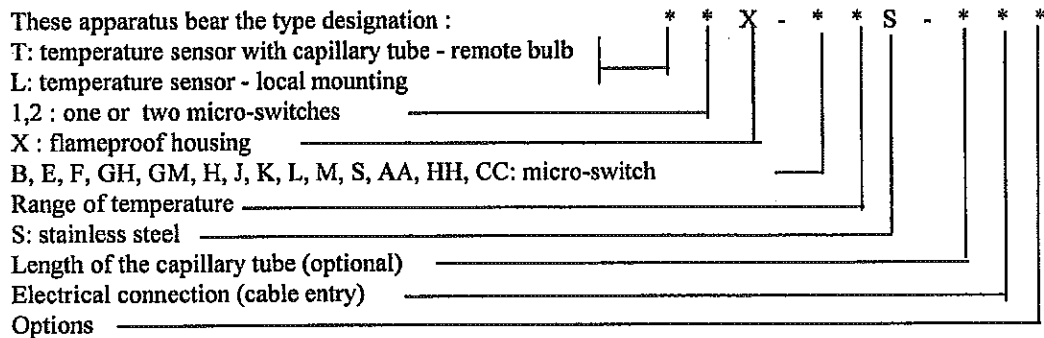 These apparatus bear the type designation : * * X - * * S - * * *
T: temperature sensor with capillary tube - remote bulb
L: temperature sensor - local mounting
1,2 : one or two micro-switches
X : flameproof housing
B, E, F, GH, GM, H, J, K, L, M, S, AA, HH, CC: micro-switch
Range of temperature
S: stainless steel
Length of the capillary tube (optional)
Electrical connection (cable entry)
Options